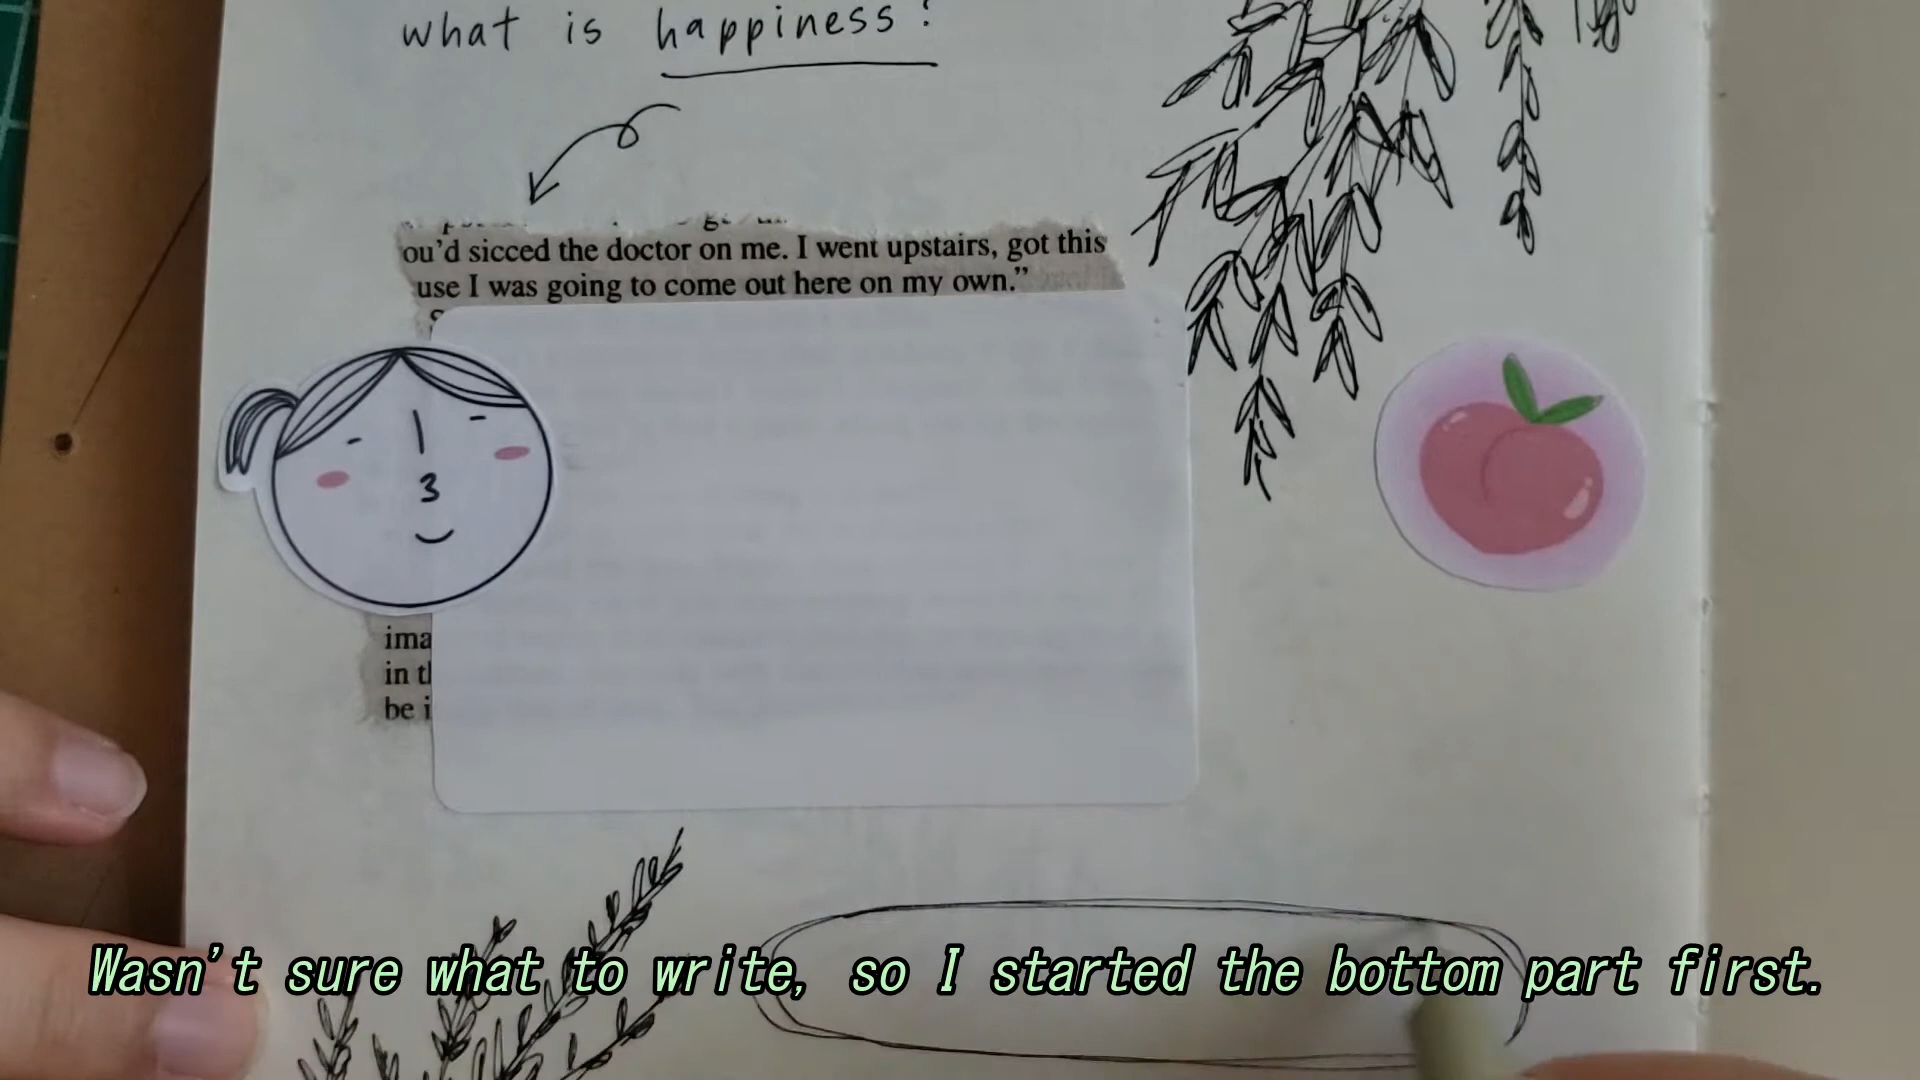 what is happiness?
ou'd sicced the doctor on me. I went upstairs, got this
use I was going to come out here on my own.”
ima
in th
be i
Wasn't sure what to write, so I started the bottom part first.